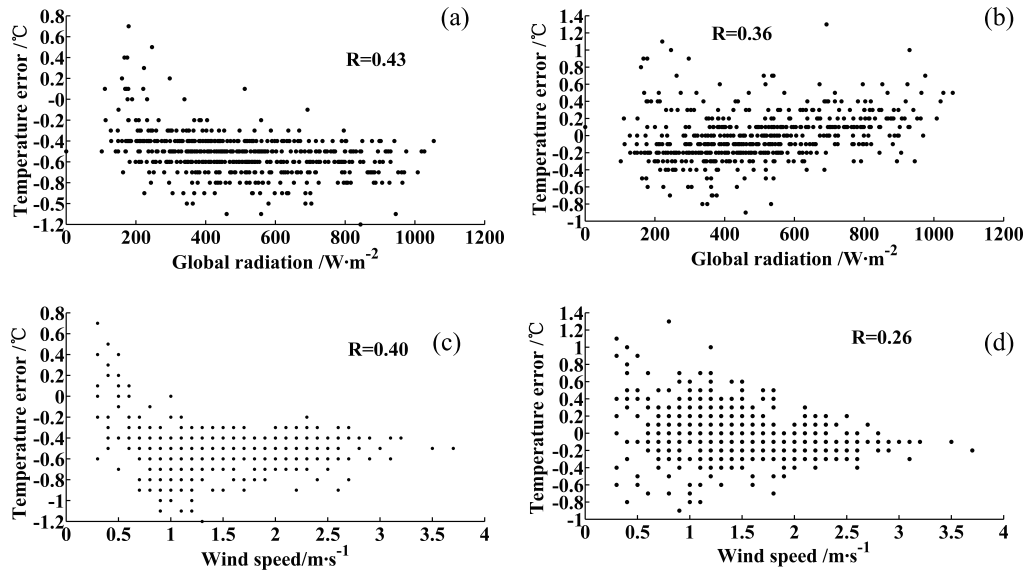 (a)
R=0.43
Temperature error /℃
0.8
0.6
0.4
0.2
-0
-0.2
-0.4
-0.6
-0.8
-1
-1.2
0 200 400 600 800 1000 1200
Global radiation /W·m-2
(b)
R=0.36
Temperature error /℃
1.4
1.2
1
0.8
0.6
0.4
0.2
0
-0.2
-0.4
-0.6
-0.8
-1
0 200 400 600 800 1000 1200
Global radiation /W·m-2
(c)
R=0.40
Temperature error /℃
0.8
0.6
0.4
0.2
0
-0.2
-0.4
-0.6
-0.8
-1
-1.2
0 0.5 1 1.5 2 2.5 3 3.5 4
Wind speed/m·s-1
(d)
R=0.26
Temperature error /℃
1.4
1.2
1
0.8
0.6
0.4
0.2
0
-0.2
-0.4
-0.6
-0.8
-1
0 0.5 1 1.5 2 2.5 3 3.5 4
Wind speed /m·s-1